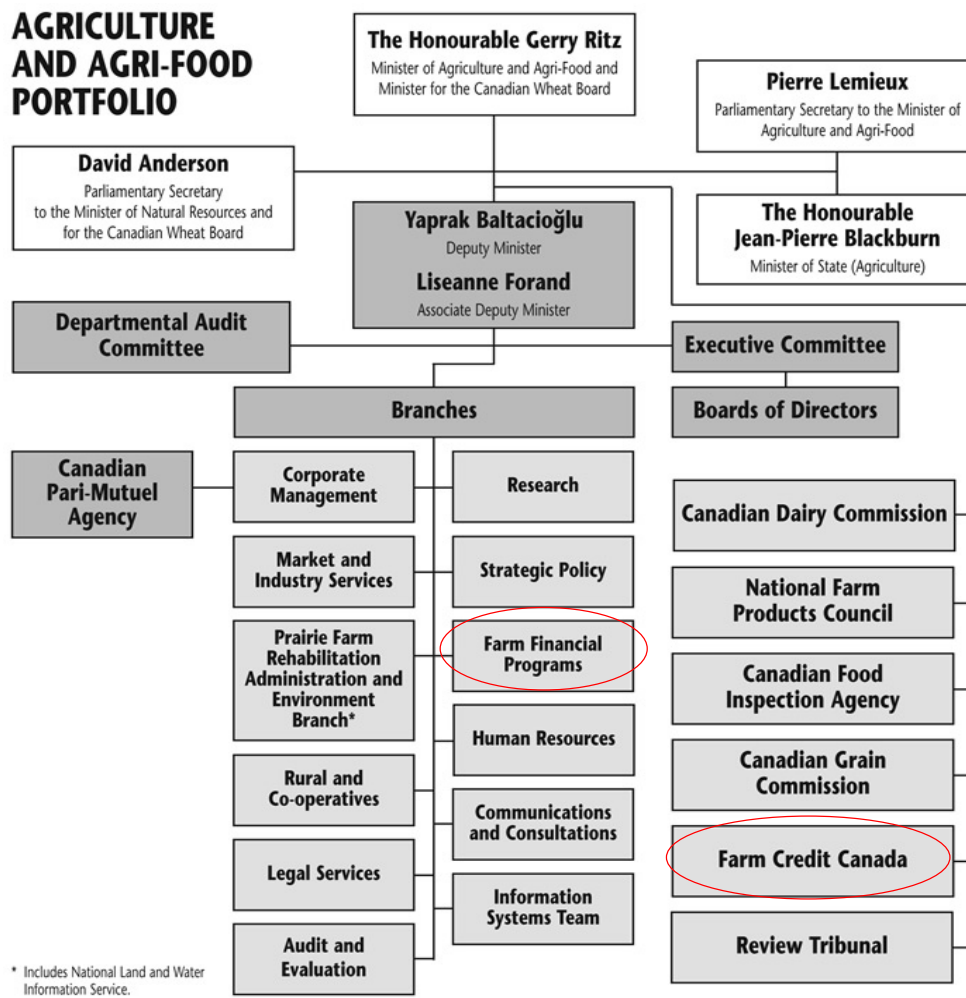 AGRICULTURE
AND AGRI-FOOD
PORTFOLIO
The Honourable Gerry Ritz
Minister of Agriculture and Agri-Food and
Minister for the Canadian Wheat Board
Pierre Lemieux
Parliamentary Secretary to the Minister of
Agriculture and Agri-Food
David Anderson
Parliamentary Secretary
to the Minister of Natural Resources and
for the Canadian Wheat Board
Yaprak Baltacioğlu
Deputy Minister
Liseanne Forand
Associate Deputy Minister
The Honourable
Jean-Pierre Blackburn
Minister of State (Agriculture)
Departmental Audit
Committee
Executive Committee
Branches
Boards of Directors
Canadian
Pari-Mutuel
Agency
Corporate
Management
Research
Market and
Industry Services
Strategic Policy
Prairie Farm
Rehabilitation
Administration and
Environment
Branch*
Farm Financial
Programs
Human Resources
Rural and
Co-operatives
Communications
and Consultations
Legal Services
Information
Systems Team
Audit and
Evaluation
Canadian Dairy Commission
National Farm
Products Council
Canadian Food
Inspection Agency
Canadian Grain
Commission
Farm Credit Canada
Review Tribunal
* Includes National Land and Water
Information Service.